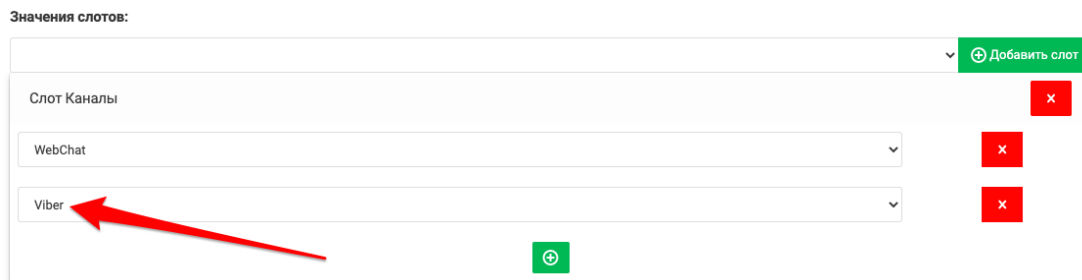 Значения слотов:
Добавить слот
Слот Каналы
WebChat
Viber